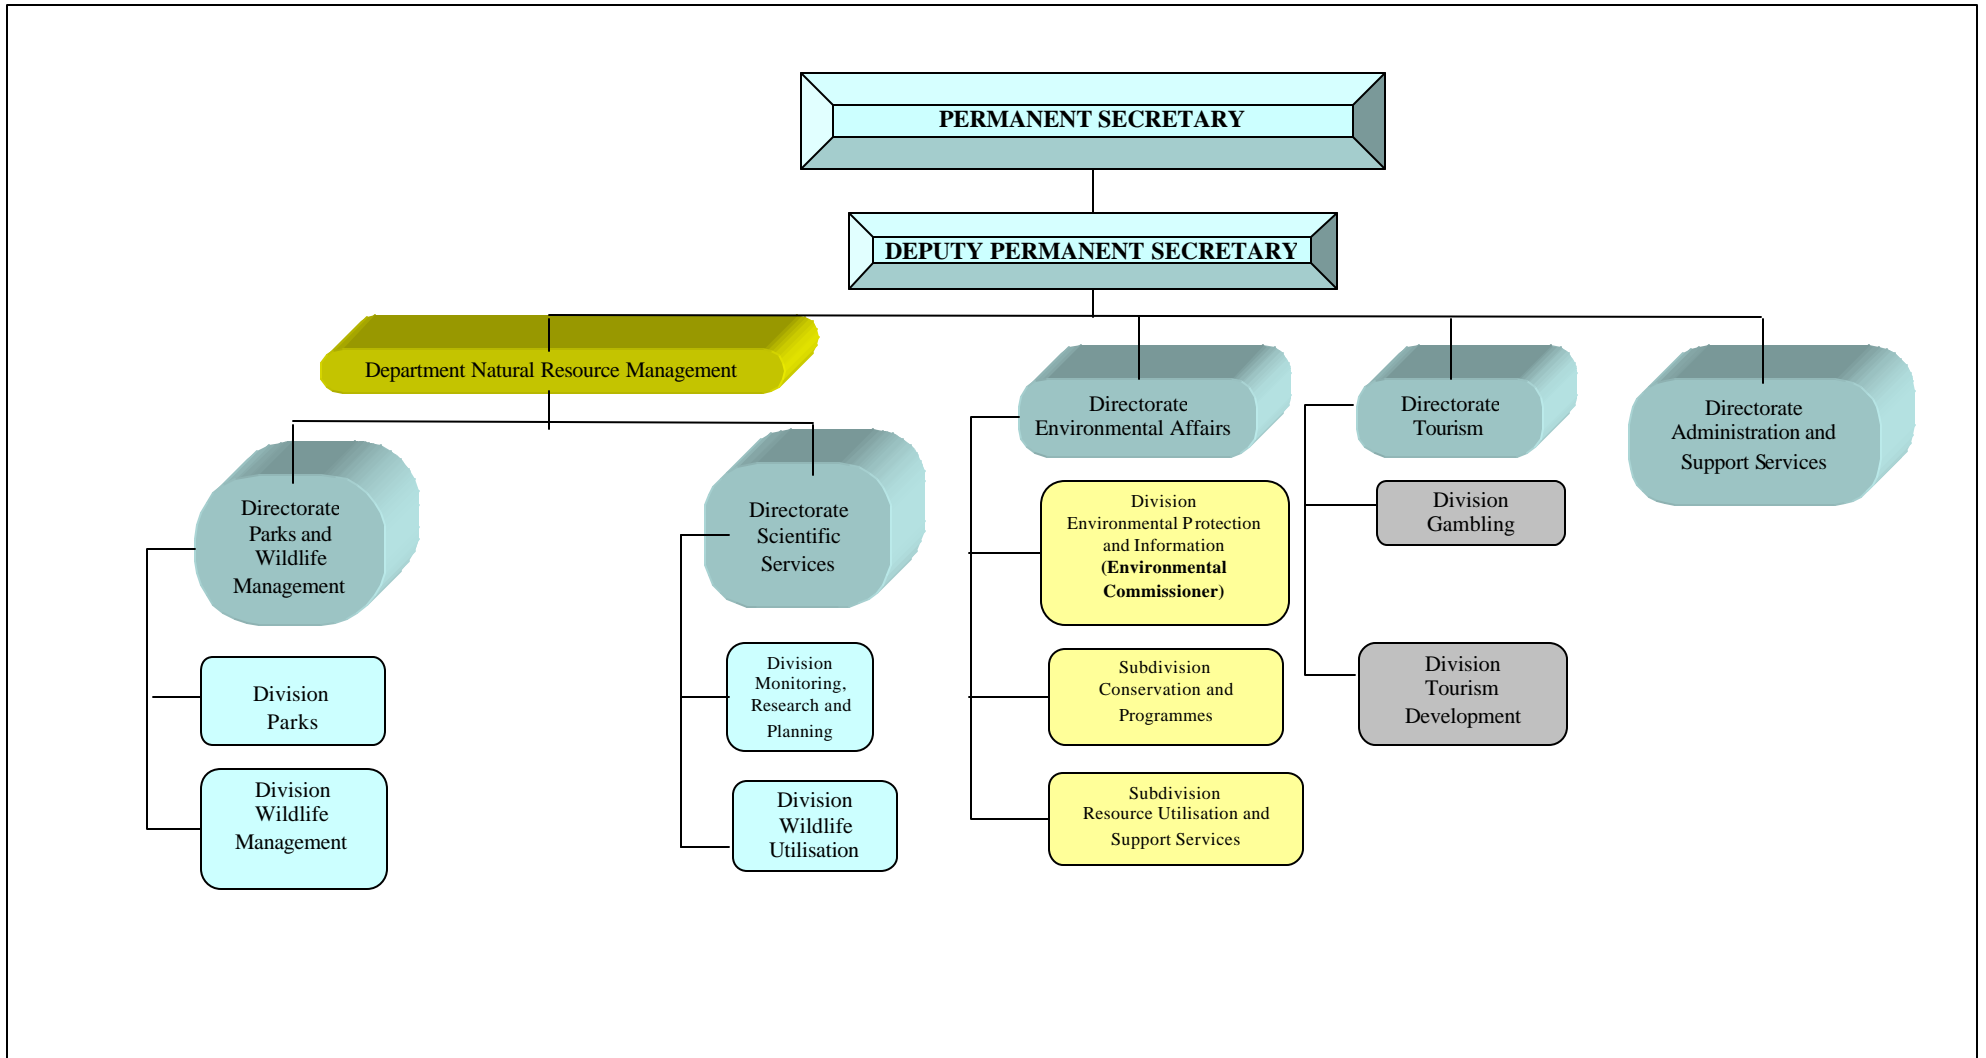 PERMANENT SECRETARY
DEPUTY PERMANENT SECRETARY
Department Natural Resource Management
Directorate
Parks and
Wildlife
Management
Division
Parks
Division
Wildlife
Management
Directorate
Scientific
Services
Division
Monitoring,
Research and
Planning
Division
Wildlife
Utilisation
Directorate
Environmental Affairs
Division
Environmental Protection
and Information
(Environmental
Commissioner)
Subdivision
Conservation and
Programmes
Subdivision
Resource Utilisation and
Support Services
Directorate
Tourism
Division
Gambling
Division
Tourism
Development
Directorate
Administration and
Support Services